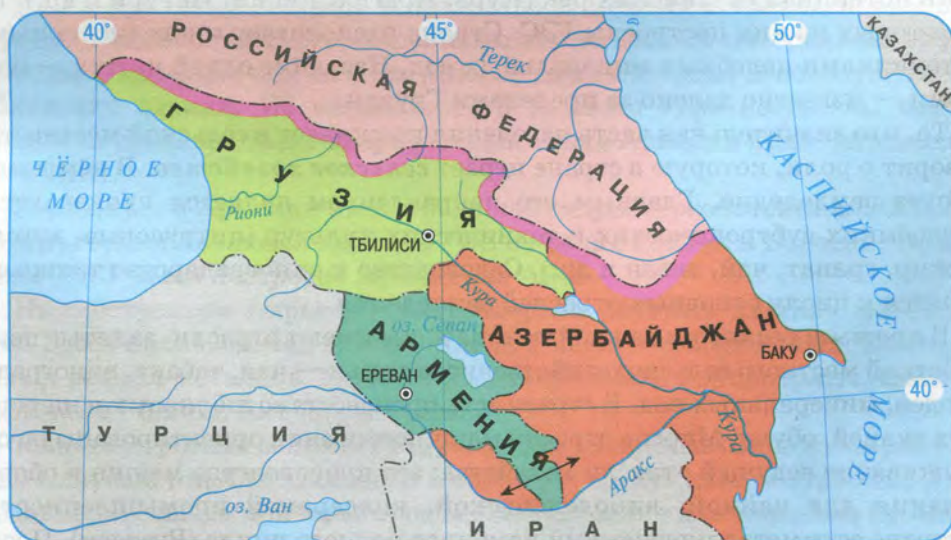 40°
45°
50°
РОССИЙСКАЯ ФЕДЕРАЦИЯ
КАЗАХСТАН
Терек
ГРУЗИЯ
ЧЁРНОЕ
МОРЕ
Риони
ТБИЛИСИ
КАСПИЙСКОЕ МОРЕ
Кура
оз. Севан
АЗЕРБАЙДЖАН
БАКУ
АРМЕНИЯ
ЕРЕВАН
40°
ТУРЦИЯ
Кура
Аракс
оз. Ван
ИРАН